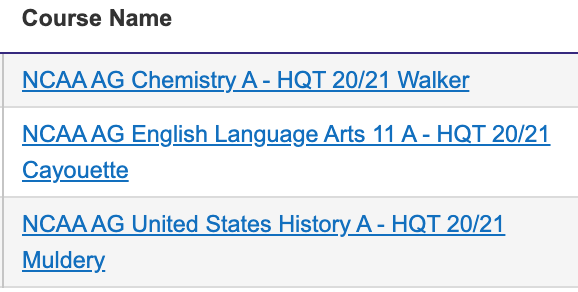 Course Name
NCAA AG Chemistry A - HQT 20/21 Walker
NCAA AG English Language Arts 11 A - HQT 20/21
Cayouette
NCAA AG United States History A - HQT 20/21
Muldery